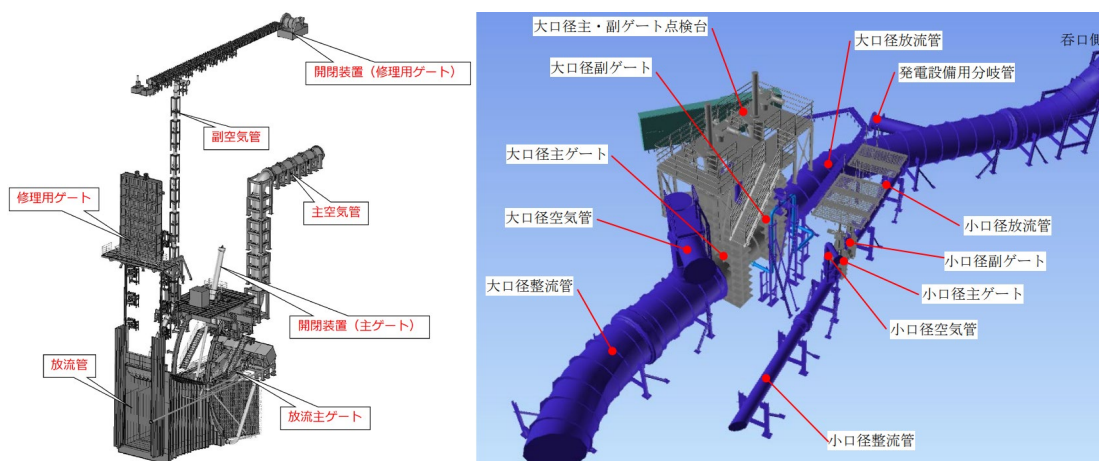 開閉装置（修理用ゲート）
副空気管
主空気管
修理用ゲート
開閉装置（主ゲート）
放流管
放流主ゲート
大口径主・副ゲート点検台
大口径放流管
呑口側
大口径副ゲート
発電設備用分岐管
大口径主ゲート
大口径空気管
小口径放流管
小口径副ゲート
大口径整流管
小口径主ゲート
小口径空気管
小口径整流管